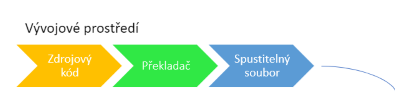 Vývojové prostředí
Zdrojový
kód
Překladač
Spustitelný
soubor